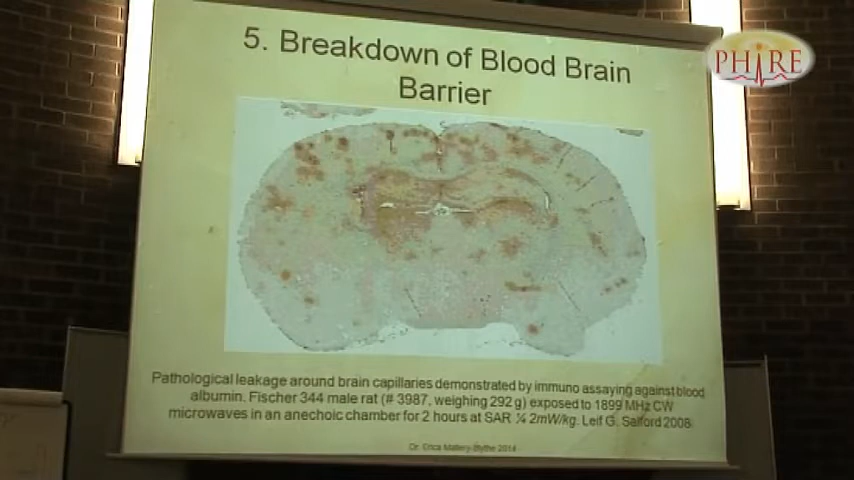 PHIRE
5. Breakdown of Blood Brain
Barrier
Pathological leakage around brain capillaries demonstrated by immuno assaying against blood
albumin. Fischer 344 male rat (# 3987, weighing 292 g) exposed to 1899 MHz CW
microwaves in an anechoic chamber for 2 hours at SAR ¼ 2mW/kg. Leif G. Salford 2008
Dr. Erica Mallery-Blythe 2014